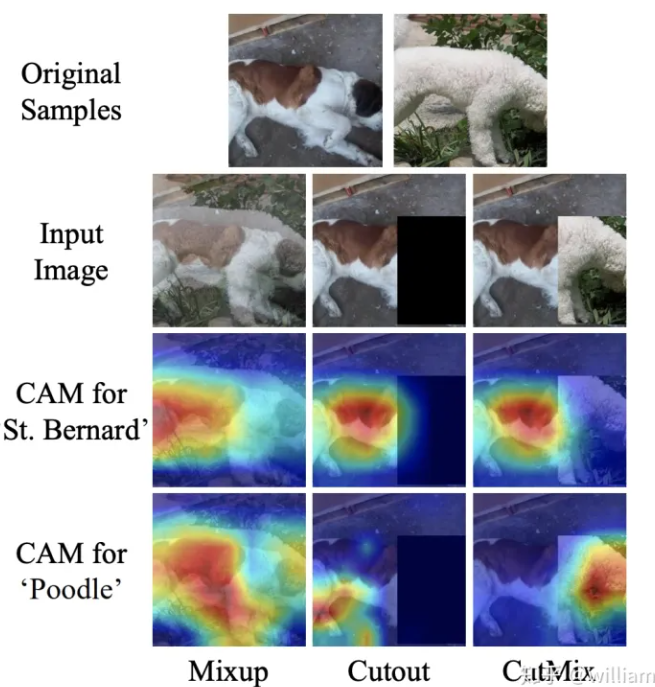 Original
Samples
Input
Image
CAM for
‘St. Bernard’
CAM for
‘Poodle’
Mixup
Cutout
CutMix
知乎 @william